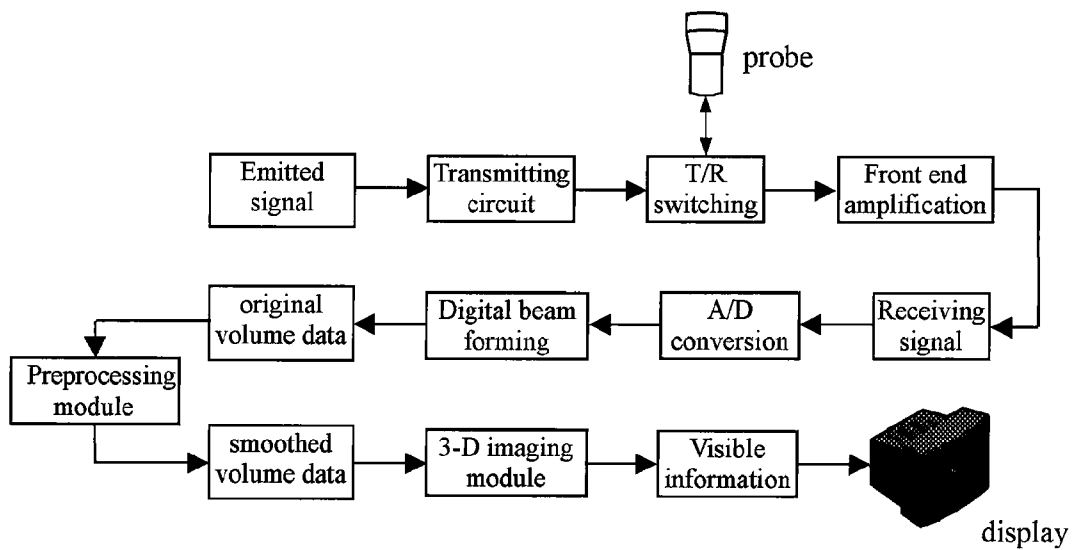 probe
Emitted
signal
Transmitting
circuit
T/R
switching
Front end
amplification
Receiving
signal
A/D
conversion
Digital beam
forming
original
volume data
Preprocessing
module
smoothed
volume data
3-D imaging
module
Visible
information
display